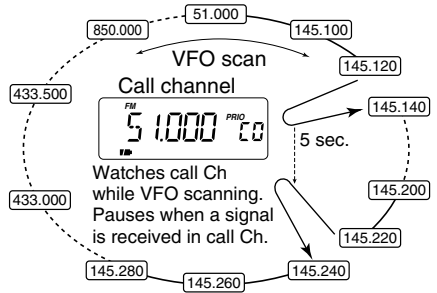 51.000
850.000
145.100
VFO scan
145.120
Call channel
433.500
145.140
FM
51.000 PRIO C0
5 sec.
Watches call Ch
while VFO scanning.
Pauses when a signal
is received in call Ch.
145.200
433.000
145.220
145.280
145.240
145.260